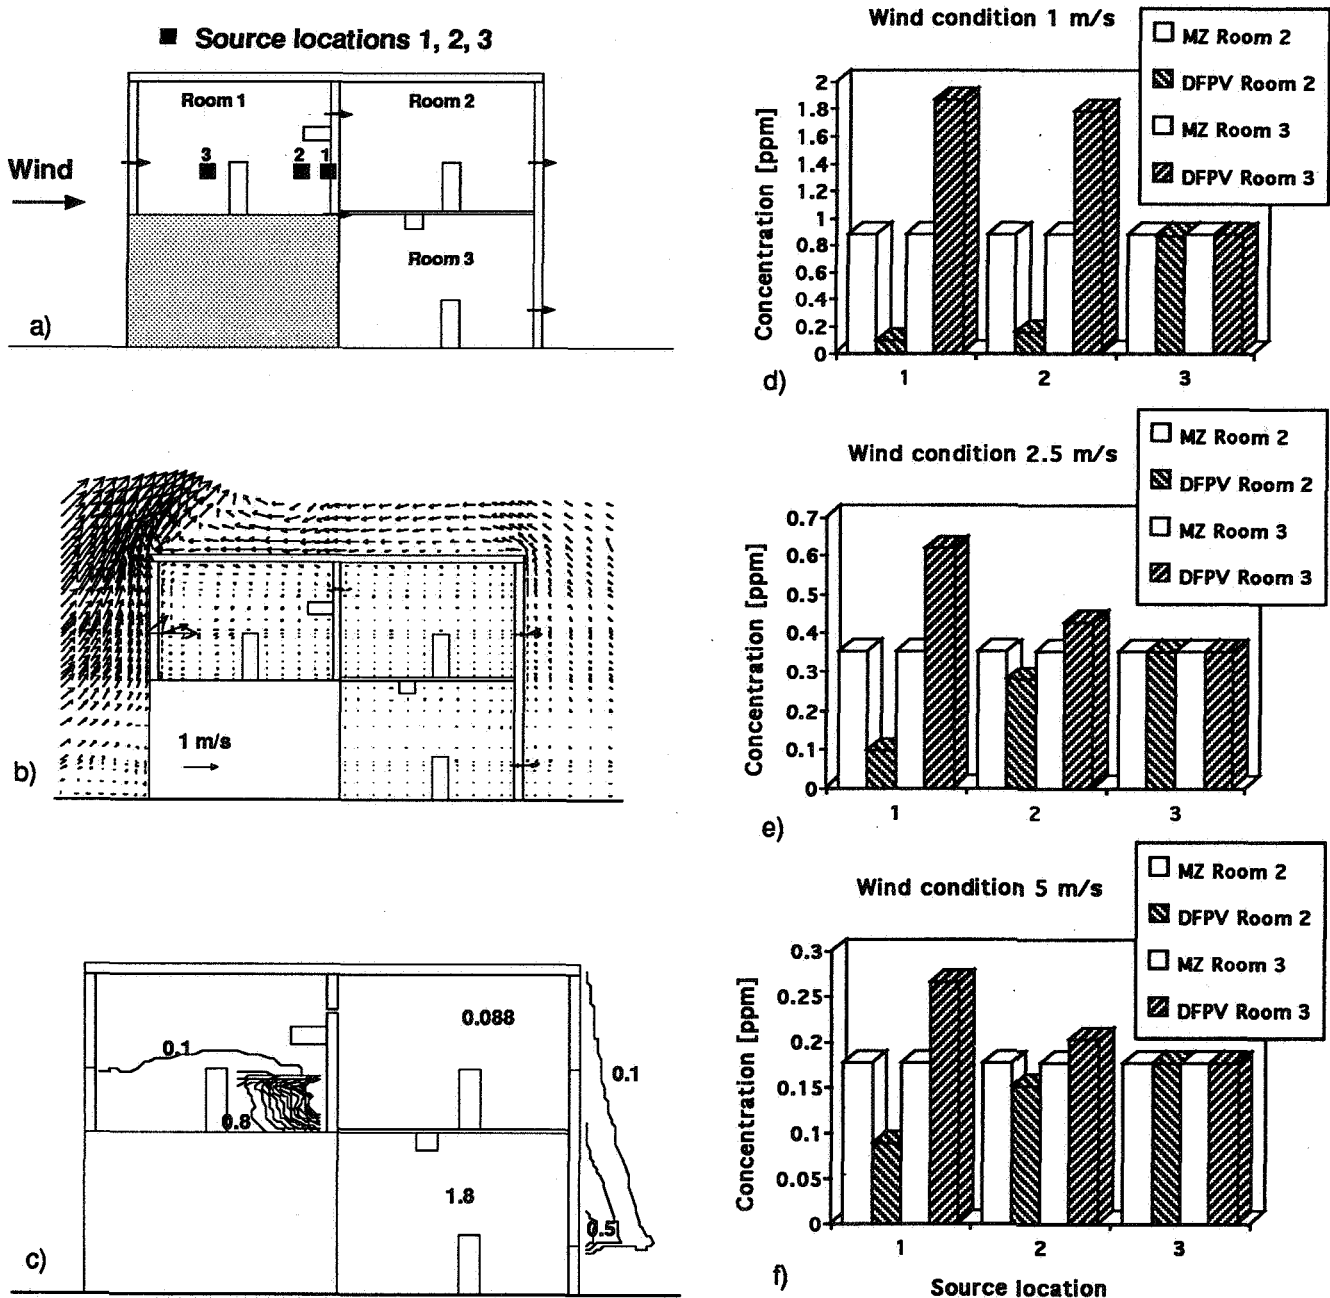 Source locations 1, 2, 3
Room 1
Room 2
3
2
1
Wind
Room 3
a)
1 m/s
b)
0.1
0.088
0.1
0.8
1.8
0.5
c)
Wind condition 1 m/s
MZ Room 2
DFPV Room 2
MZ Room 3
DFPV Room 3
Concentration [ppm]
2
1.8
1.6
1.4
1.2
1
0.8
0.6
0.4
0.2
0
1
2
3
d)
Wind condition 2.5 m/s
MZ Room 2
DFPV Room 2
MZ Room 3
DFPV Room 3
Concentration [ppm]
0.7
0.6
0.5
0.4
0.3
0.2
0.1
0
1
2
3
e)
Wind condition 5 m/s
MZ Room 2
DFPV Room 2
MZ Room 3
DFPV Room 3
Concentration [ppm]
0.3
0.25
0.2
0.15
0.1
0.05
0
1
2
3
f)
Source location